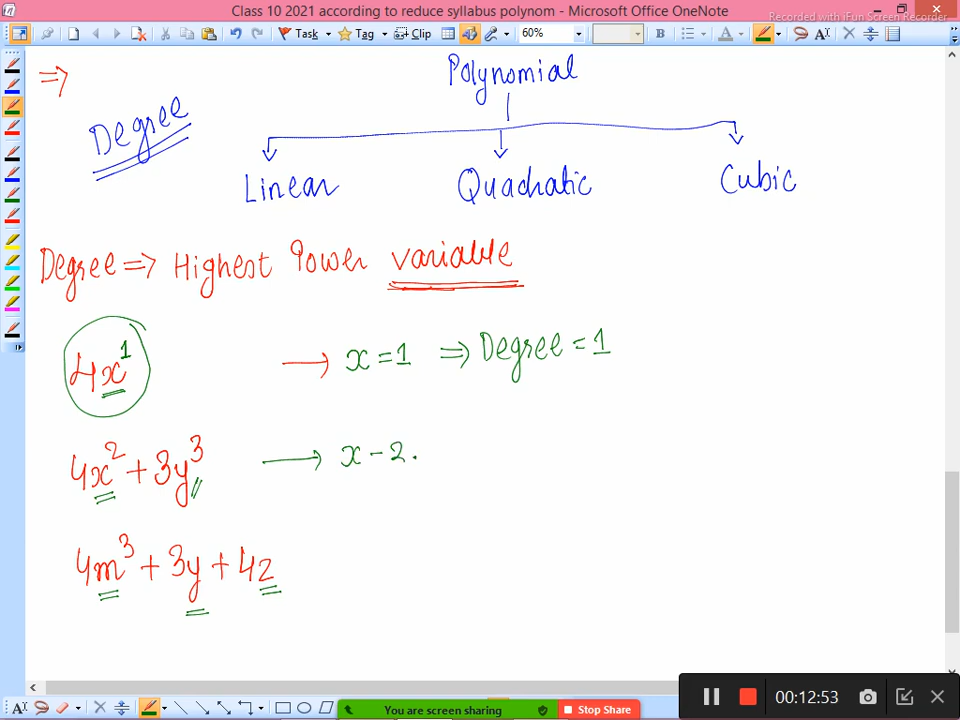 Class 10 2021 according to reduce syllabus polynom - Microsoft Office OneNote
Recorded with iFun Screen Recorder
Task Tag Clip 60% B A
⇒ Polynomial
Degree
Linear Quadratic Cubic
Degree ⇒ Highest Power variable
4x¹ → x = 1 ⇒ Degree = 1
4x² + 3y³ → x - 2.
4m³ + 3y + 4z
You are screen sharing Stop Share
00:12:53